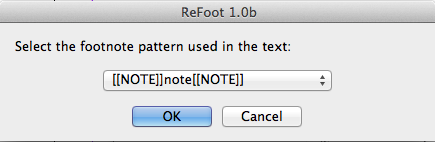 ReFoot 1.0b
Select the footnote pattern used in the text:
[[NOTE]]note[[NOTE]]
OK Cancel